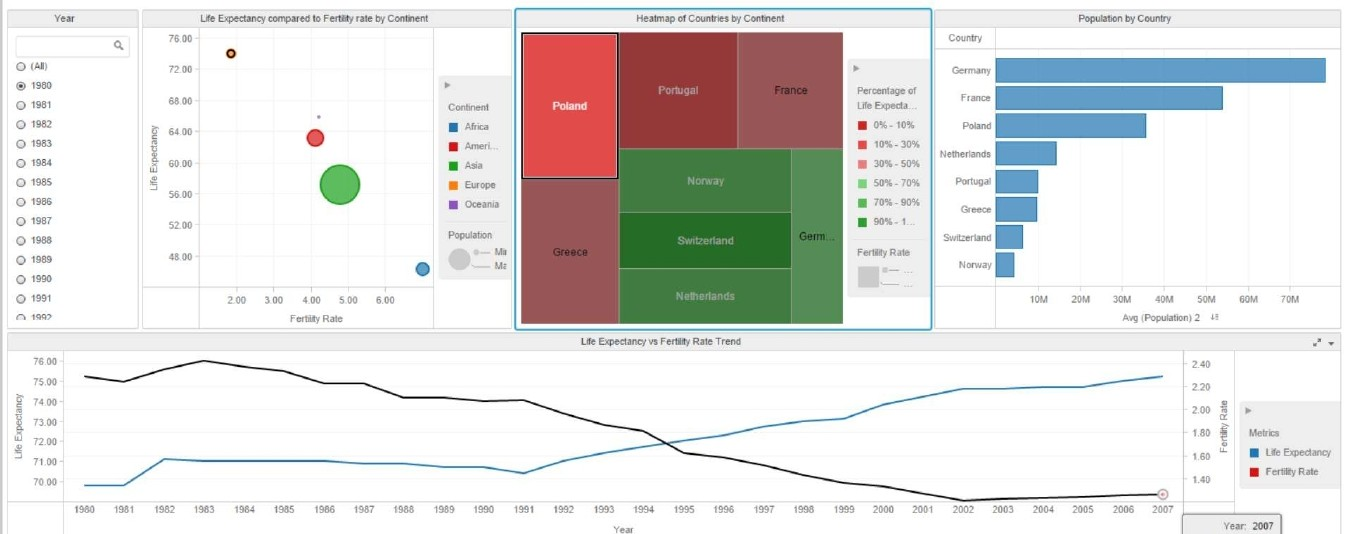 Year
(All)
1980
1981
1982
1983
1984
1985
1986
1987
1988
1989
1990
1991
1992
Life Expectancy compared to Fertility rate by Continent
76.00
72.00
68.00
64.00
60.00
56.00
52.00
48.00
Life Expectancy
2.00 3.00 4.00 5.00 6.00
Fertility Rate
Continent
Africa
Ameri...
Asia
Europe
Oceania
Population
Mi
Ma
Heatmap of Countries by Continent
Poland
Portugal
France
Norway
Switzerland
Germ...
Greece
Netherlands
Percentage of
Life Expecta...
0% - 10%
10% - 30%
30% - 50%
50% - 70%
70% - 90%
90% - 1...
Fertility Rate
...
...
Population by Country
Country
Germany
France
Poland
Netherlands
Portugal
Greece
Switzerland
Norway
10M 20M 30M 40M 50M 60M 70M
Avg (Population) 2
Life Expectancy vs Fertility Rate Trend
76.00
75.00
74.00
73.00
72.00
71.00
70.00
Life Expectancy
2.40
2.20
2.00
1.80
1.60
1.40
Fertility Rate
1980 1981 1982 1983 1984 1985 1986 1987 1988 1989 1990 1991 1992 1993 1994 1995 1996 1997 1998 1999 2000 2001 2002 2003 2004 2005 2006 2007
Year
Metrics
Life Expectancy
Fertility Rate
Year: 2007